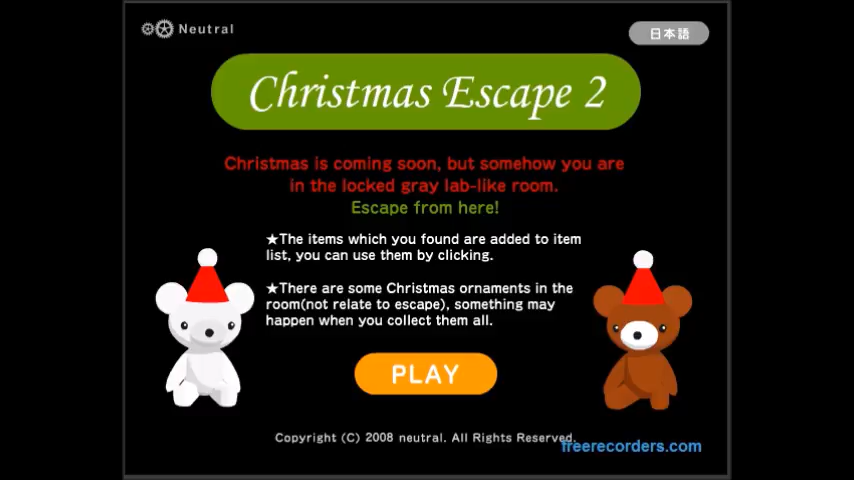 Neutral
日本語
Christmas Escape 2
Christmas is coming soon, but somehow you are
in the locked gray lab-like room.
Escape from here!
★The items which you found are added to item
list, you can use them by clicking.
★There are some Christmas ornaments in the
room(not relate to escape), something may
happen when you collect them all.
PLAY
Copyright (C) 2008 neutral. All Rights Reserved.
freerecorders.com